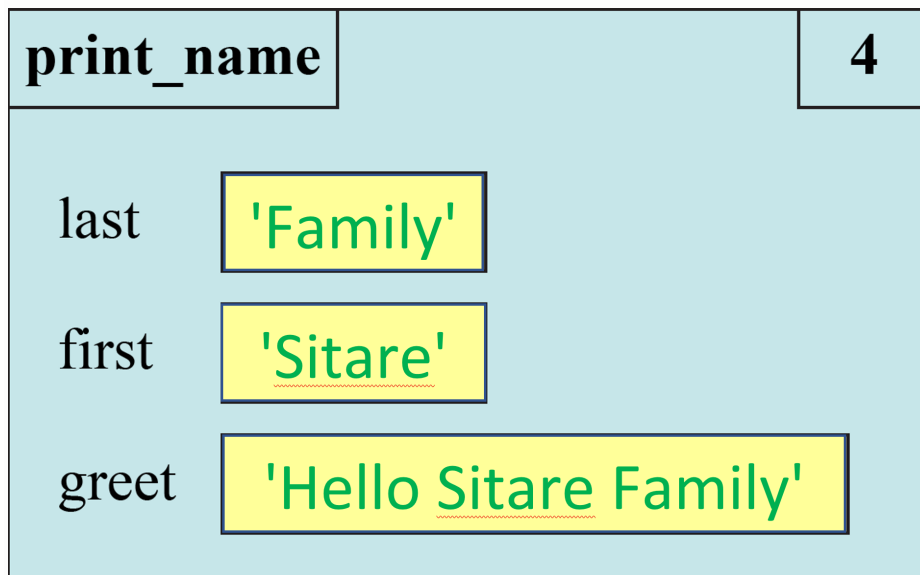 print_name 4
last 'Family'
first 'Sitare'
greet 'Hello Sitare Family'